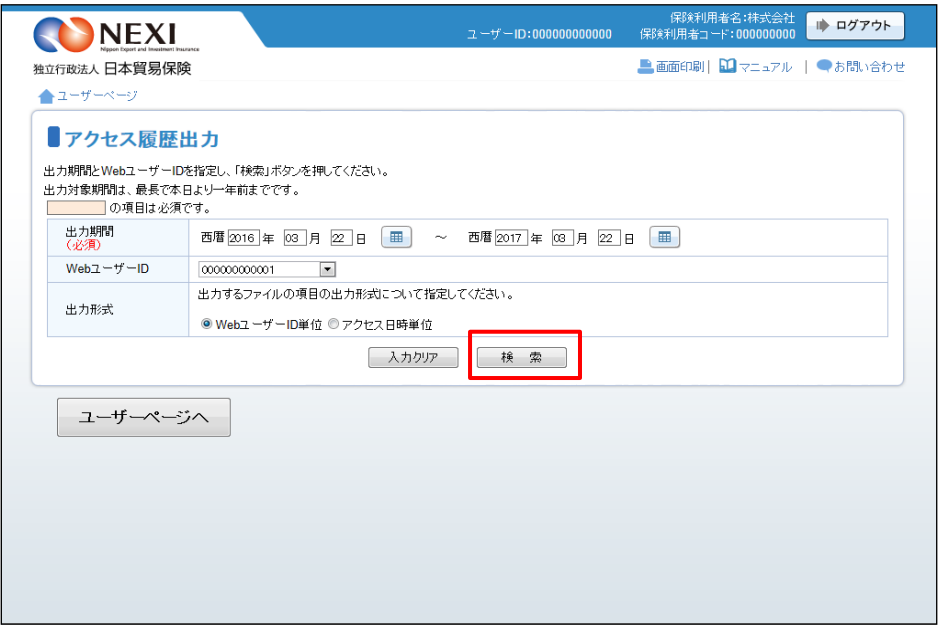 NEXI
Nippon Export and Investment Insurance
独立行政法人 日本貿易保険
ユーザーID:000000000000
保険利用者名:株式会社
保険利用者コード:000000000
ログアウト
画面印刷| マニュアル | お問い合わせ
ユーザーページ
アクセス履歴出力
出力期間とWebユーザーIDを指定し、「検索」ボタンを押してください。
出力対象期間は、最長で本日より一年前までです。
の項目は必須です。
出力期間
(必須)
西暦 2016 年 03 月 22 日 ～ 西暦 2017 年 03 月 22 日
WebユーザーID
000000000001
出力形式
出力するファイルの項目の出力形式について指定してください。
WebユーザーID単位 アクセス日時単位
入力クリア 検 索
ユーザーページへ